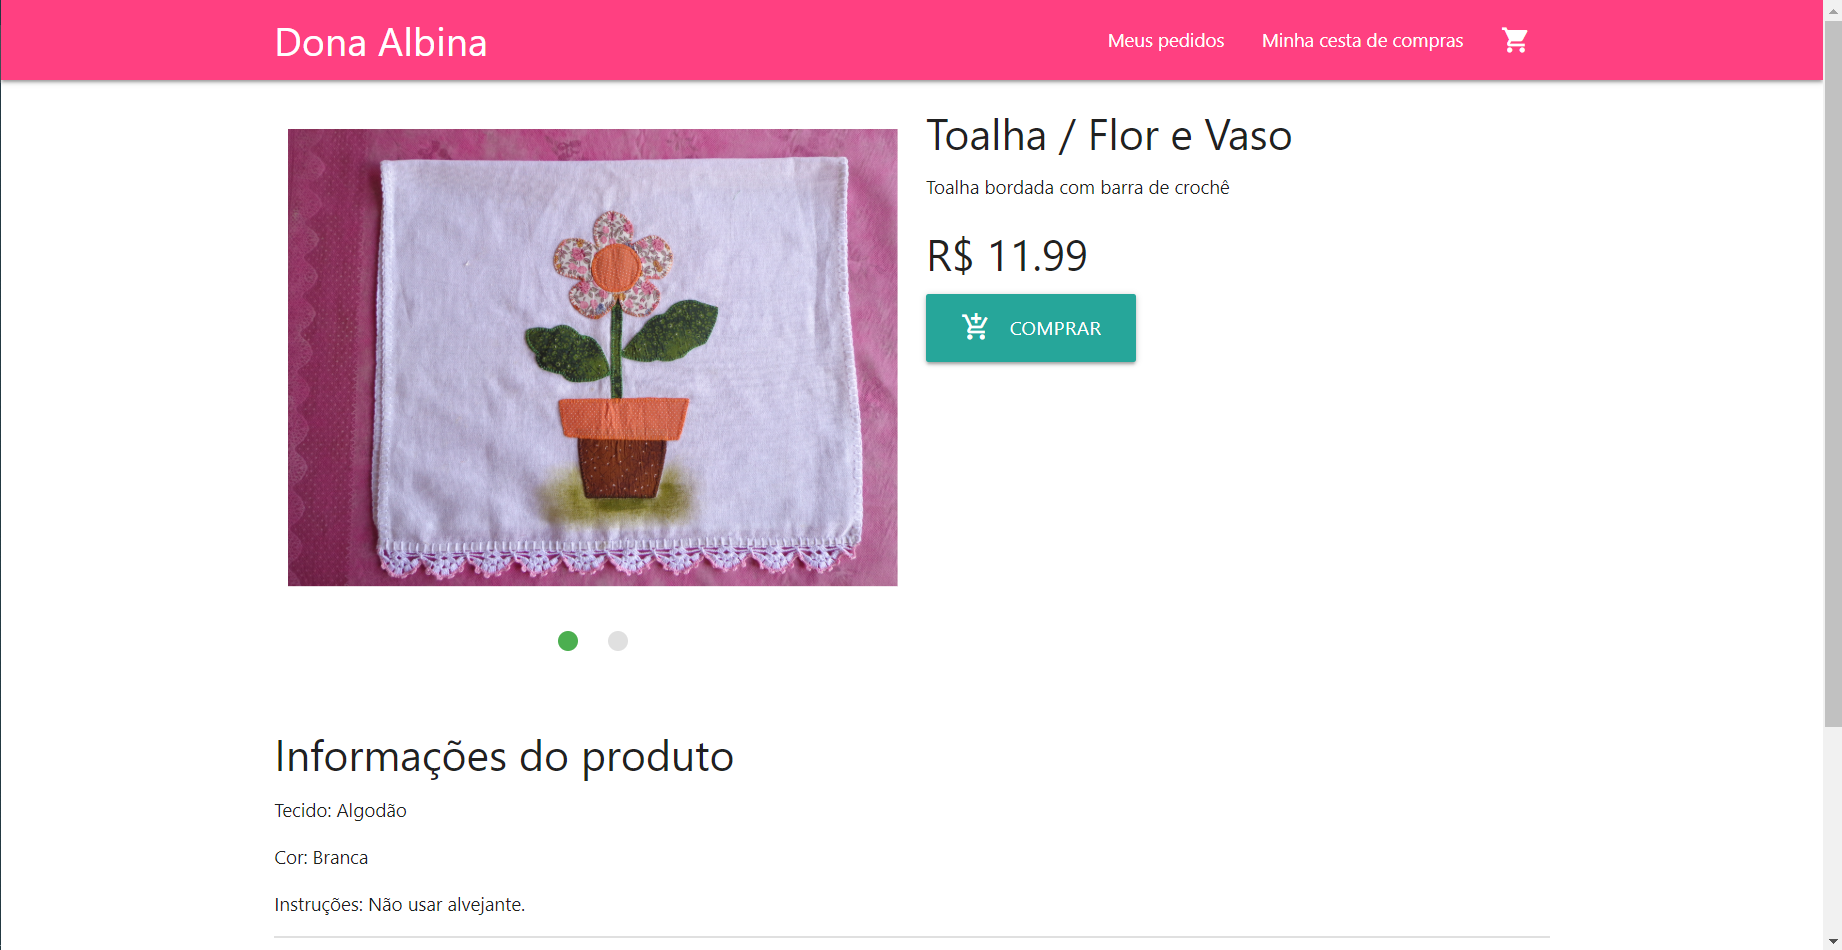 Dona Albina
Meus pedidos
Minha cesta de compras
Toalha / Flor e Vaso
Toalha bordada com barra de crochê
R$ 11.99
COMPRAR
Informações do produto
Tecido: Algodão
Cor: Branca
Instruções: Não usar alvejante.